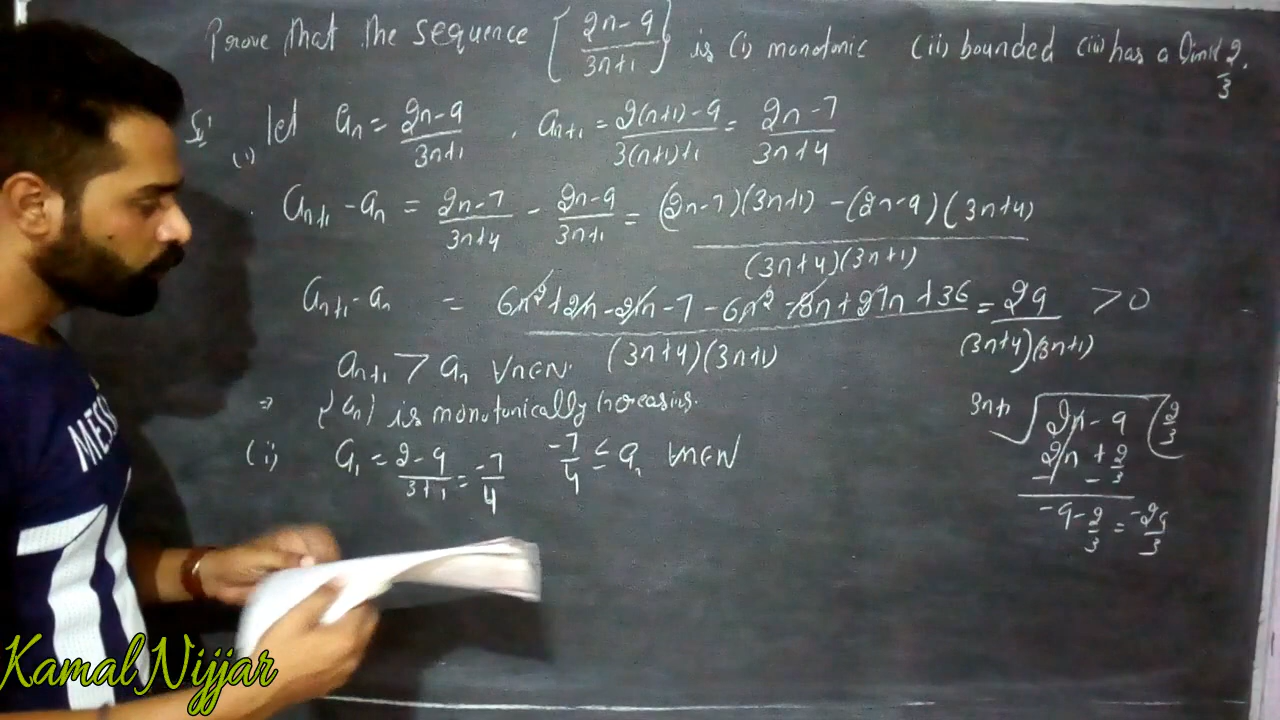 Prove that the sequence {2n-9/3n+1} is (i) monotonic (ii) bounded (iii) has a limit 2/3.
Sol (i) let an = 2n-9/3n+1 , an+1 = 2(n+1)-9/3(n+1)+1 = 2n-7/3n+4
an+1 - an = 2n-7/3n+4 - 2n-9/3n+1 = (2n-7)(3n+1) - (2n-9)(3n+4)/(3n+4)(3n+1)
an+1 - an = 6n²+2n-21n-7-6n²-8n+27n+36/(3n+4)(3n+1) = 29/(3n+4)(3n+1) > 0
an+1 > an ∀n∈N.
⇒ {an} is monotonically increasing.
(ii) a1 = 2-9/3+1 = -7/4 -7/4 ≤ an ∀n∈N
3n+1 ) 2n-9 ( 2/3
2n + 2/3
- -
-9-2/3 = -29/3
MESSI
Kamal Nijjar